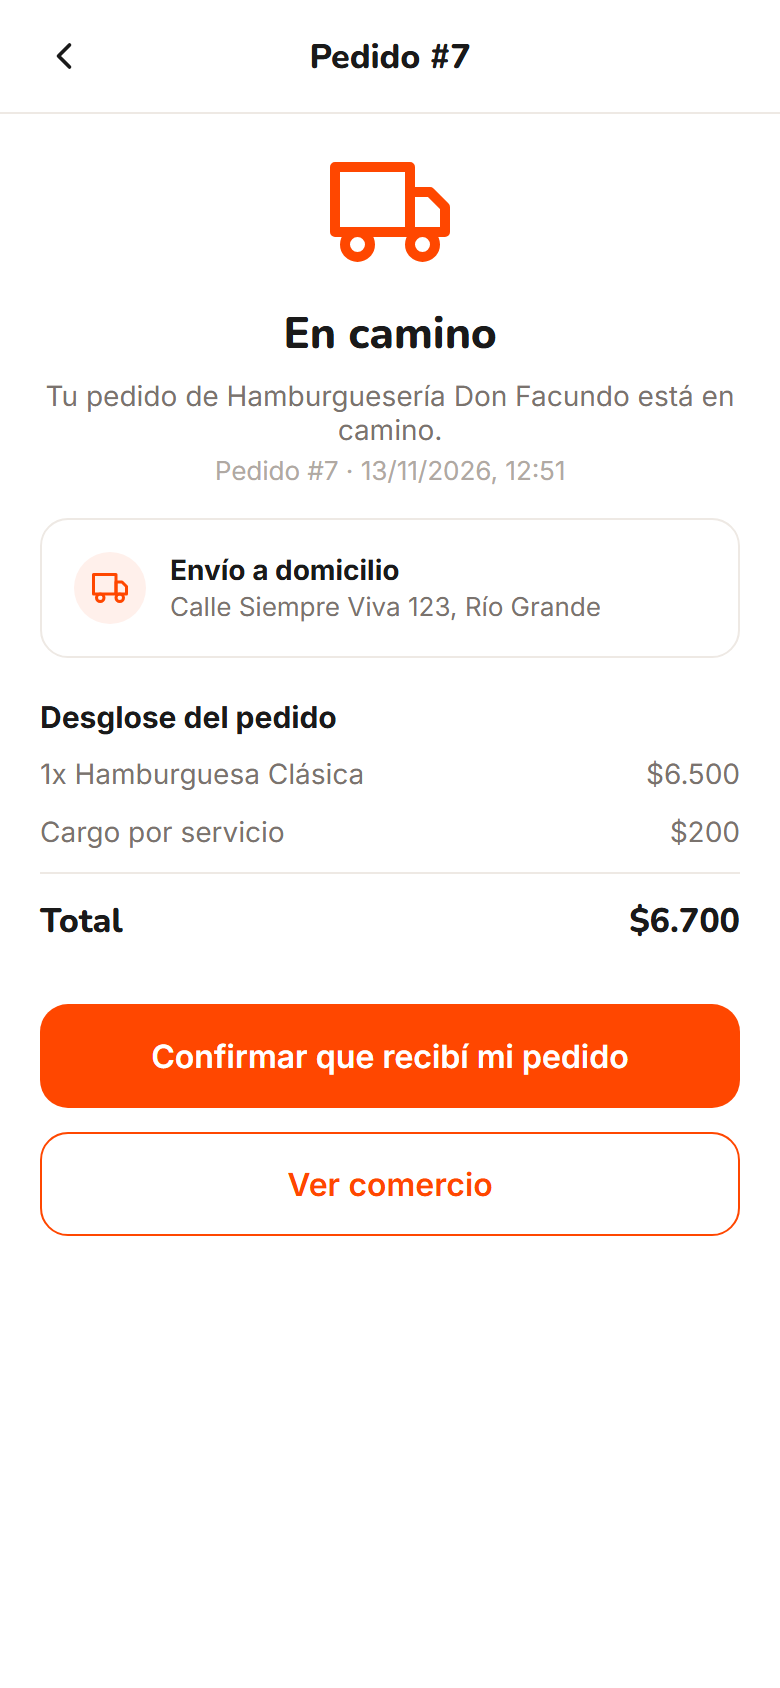 Pedido #7
En camino
Tu pedido de Hamburguesería Don Facundo está en
camino.
Pedido #7 · 13/11/2026, 12:51
Envío a domicilio
Calle Siempre Viva 123, Río Grande
Desglose del pedido
1x Hamburguesa Clásica $6.500
Cargo por servicio $200
Total $6.700
Confirmar que recibí mi pedido
Ver comercio